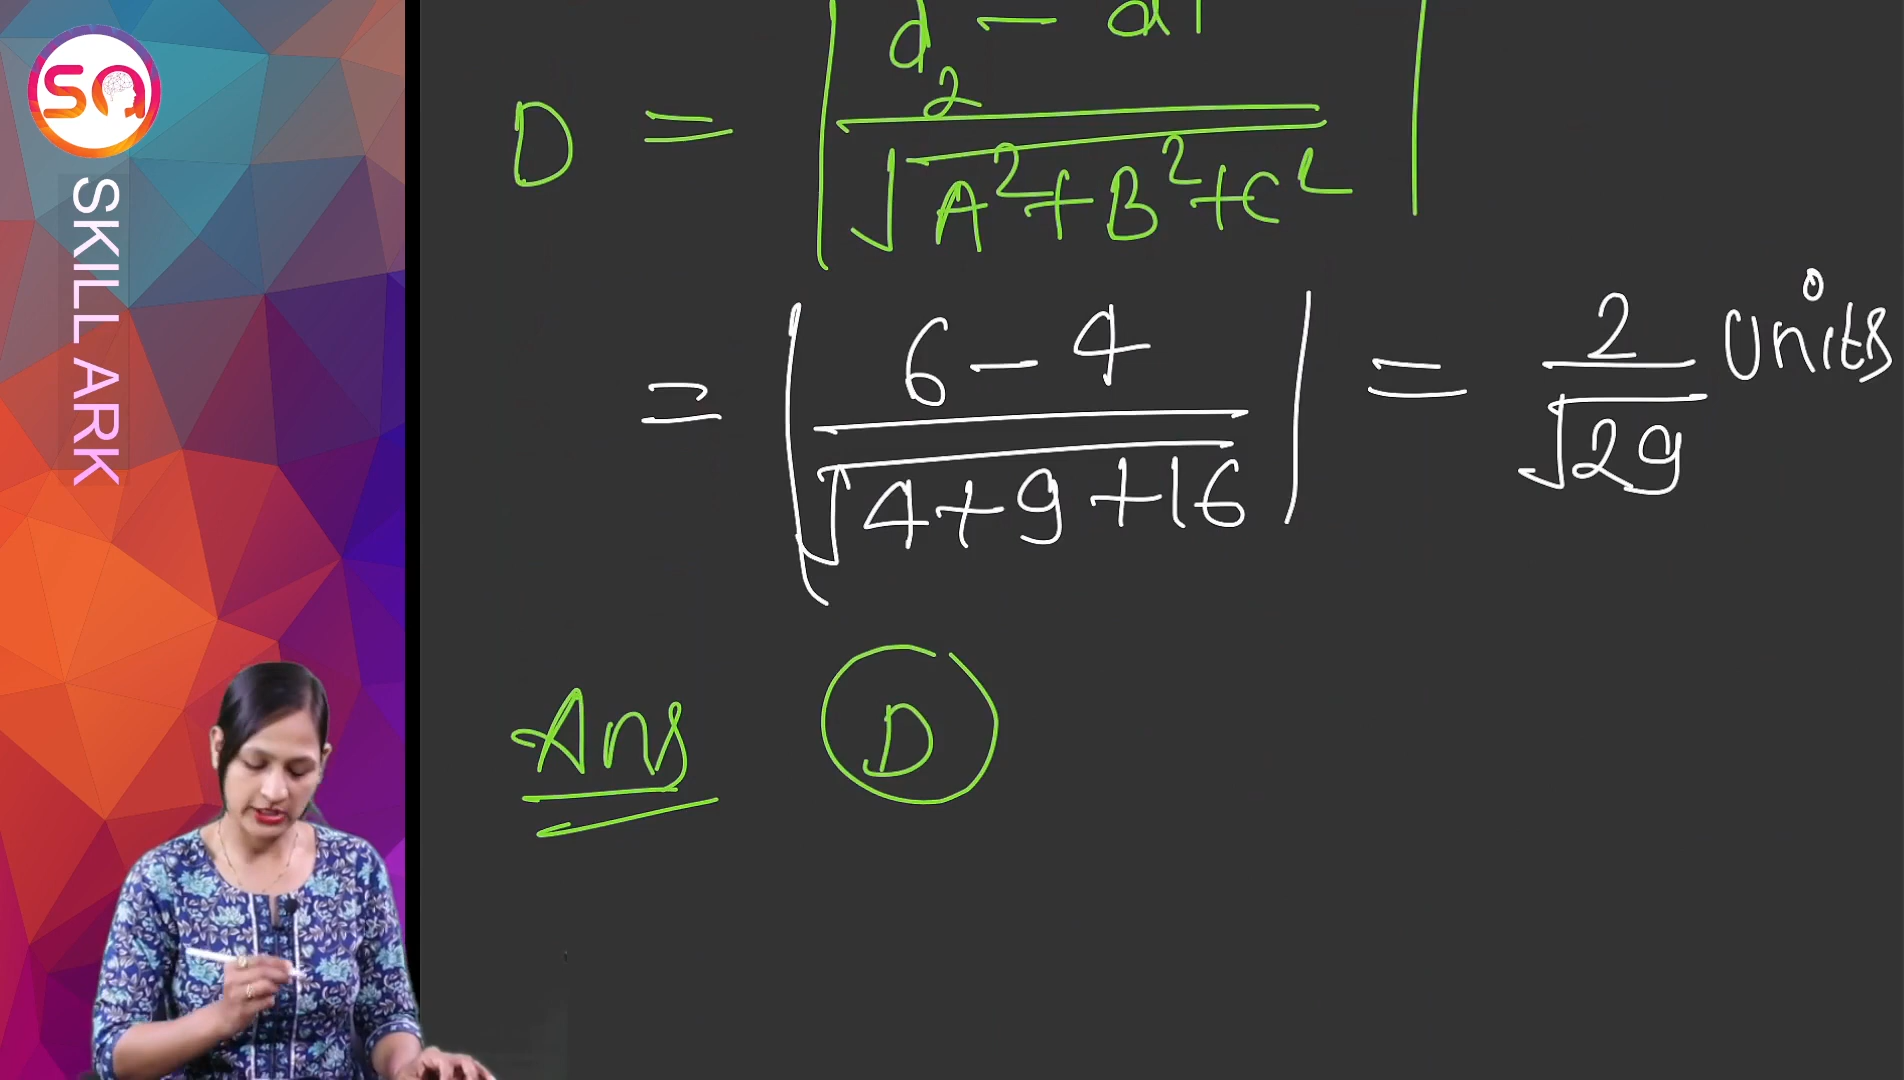 SKILL ARK
D = | d₂ - d1 / √A²+B²+C² |
= | 6 - 4 / √4+9+16 | = 2 / √29 Units
Ans D